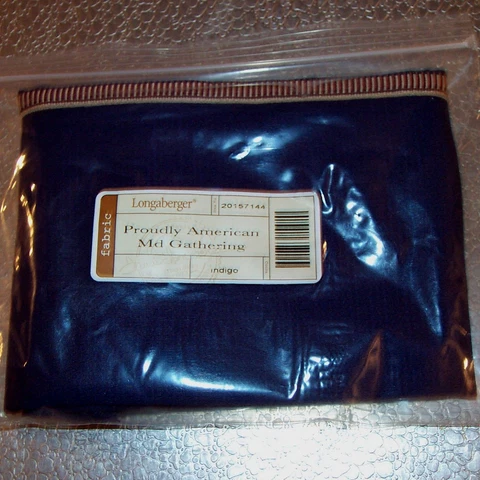 fabric
Longaberger®
20157144
Proudly American
Md Gathering
indigo